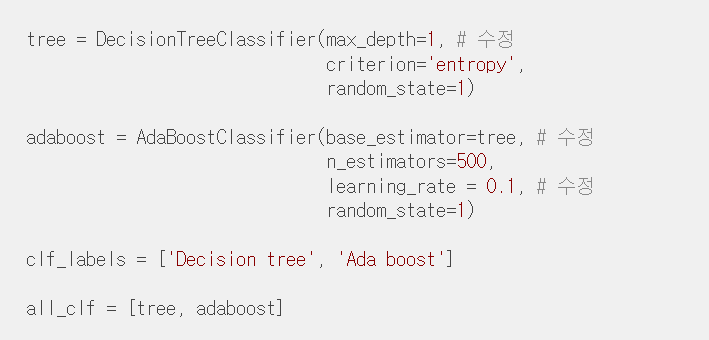 tree = DecisionTreeClassifier(max_depth=1, # 수정
                              criterion='entropy',
                              random_state=1)

adaboost = AdaBoostClassifier(base_estimator=tree, # 수정
                              n_estimators=500,
                              learning_rate = 0.1, # 수정
                              random_state=1)

clf_labels = ['Decision tree', 'Ada boost']

all_clf = [tree, adaboost]